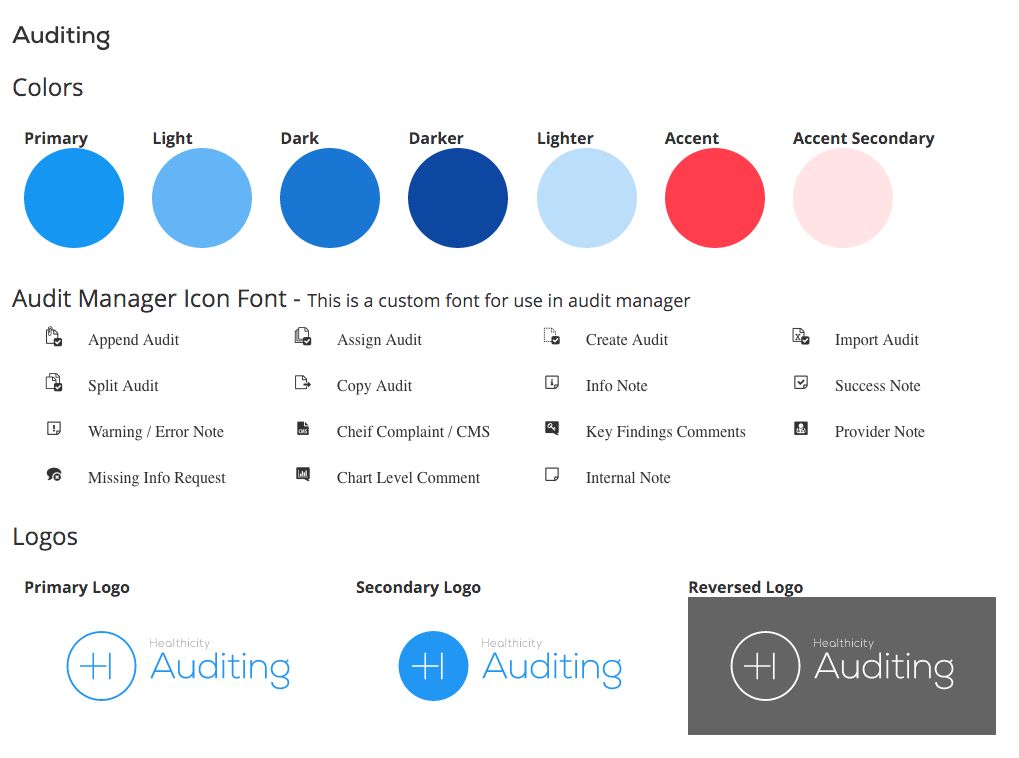 Auditing
Colors
Primary Light Dark Darker Lighter Accent Accent Secondary
Audit Manager Icon Font - This is a custom font for use in audit manager
Append Audit Assign Audit Create Audit Import Audit
Split Audit Copy Audit Info Note Success Note
Warning / Error Note CMS Cheif Complaint / CMS Key Findings Comments Provider Note
Missing Info Request Chart Level Comment Internal Note
Logos
Primary Logo Secondary Logo Reversed Logo
Healthicity Healthicity Healthicity
Auditing Auditing Auditing